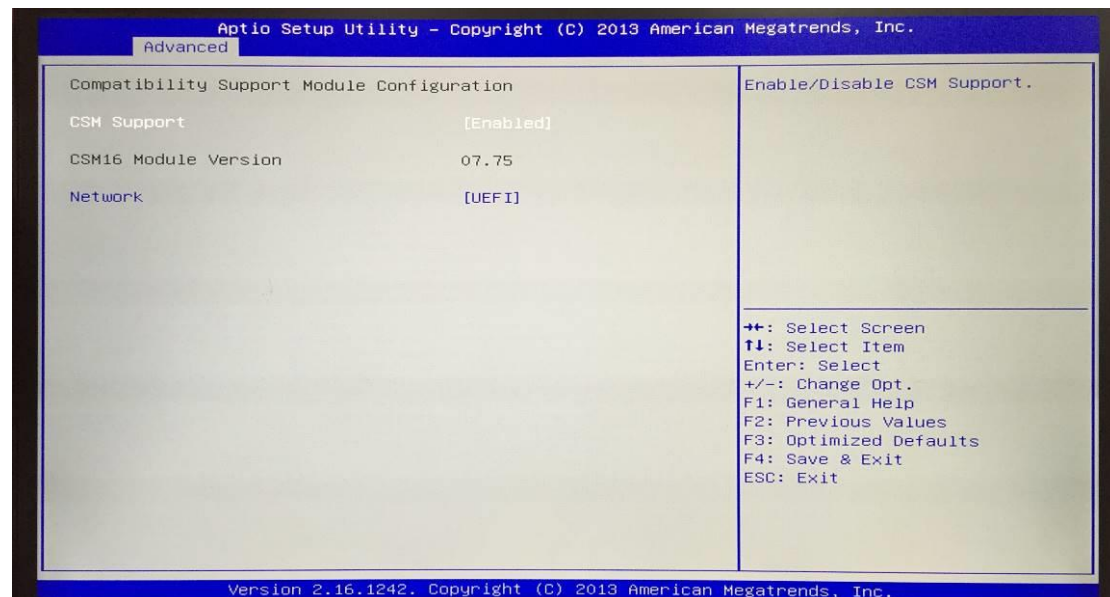 Aptio Setup Utility – Copyright (C) 2013 American Megatrends, Inc.
Advanced
Compatibility Support Module Configuration
CSM Support [Enabled]
CSM16 Module Version 07.75
Network [UEFI]
Enable/Disable CSM Support.
→←: Select Screen
↑↓: Select Item
Enter: Select
+/-: Change Opt.
F1: General Help
F2: Previous Values
F3: Optimized Defaults
F4: Save & Exit
ESC: Exit
Version 2.16.1242. Copyright (C) 2013 American Megatrends, Inc.